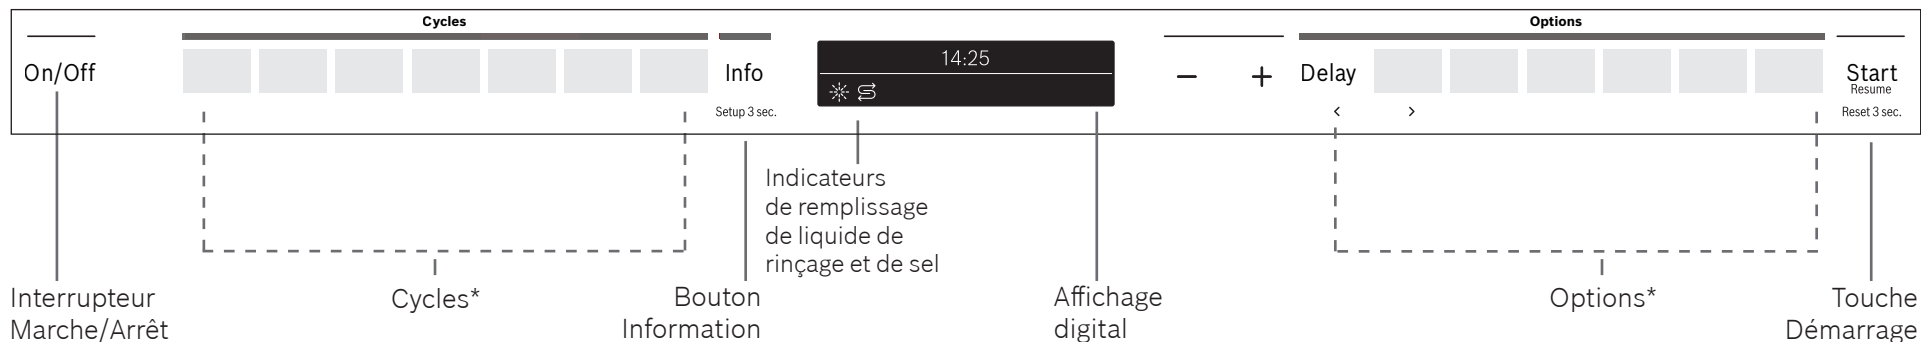 Cycles
Options
On/Off
Info
14:25
− +
Delay
Start
Resume
Setup 3 sec.
< >
Reset 3 sec.
Indicateurs
de remplissage
de liquide de
rinçage et de sel
Interrupteur
Marche/Arrêt
Cycles*
Bouton
Information
Affichage
digital
Options*
Touche
Démarrage